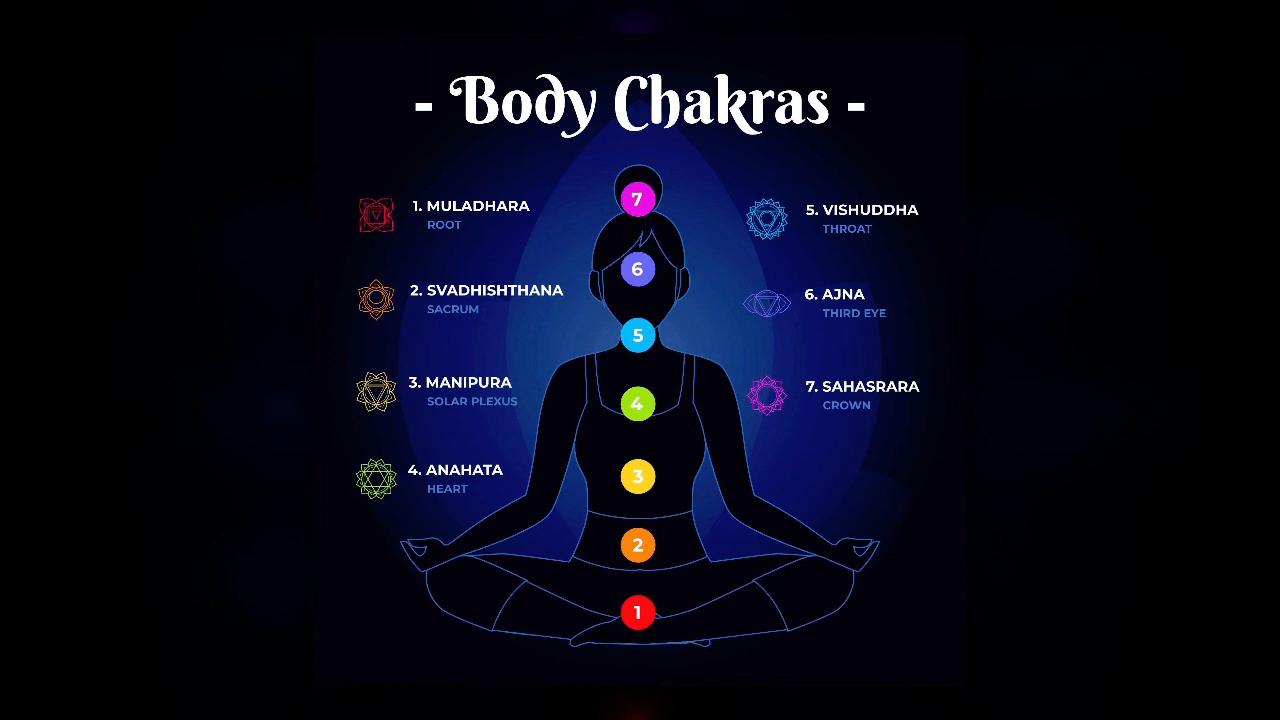 - Body Chakras -
1. MULADHARA
ROOT
2. SVADHISHTHANA
SACRUM
3. MANIPURA
SOLAR PLEXUS
4. ANAHATA
HEART
7
6
5
4
3
2
1
5. VISHUDDHA
THROAT
6. AJNA
THIRD EYE
7. SAHASRARA
CROWN